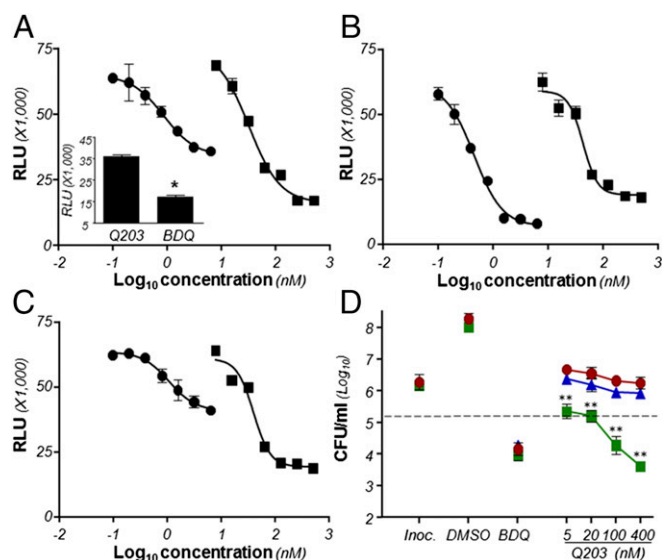 A
RLU (X1,000)
75
50
25
0
-2 -1 0 1 2 3
Log10 concentration (nM)
RLU (X1,000)
45
35
25
15
5
*
Q203 BDQ
B
RLU (X1,000)
75
50
25
0
-2 -1 0 1 2 3
Log10 concentration (nM)
C
RLU (X1,000)
75
50
25
0
-2 -1 0 1 2 3
Log10 concentration (nM)
D
CFU/ml (Log10)
8
7
6
5
4
3
2
** ** ** **
Inoc. DMSO BDQ 5 20 100 400
Q203 (nM)